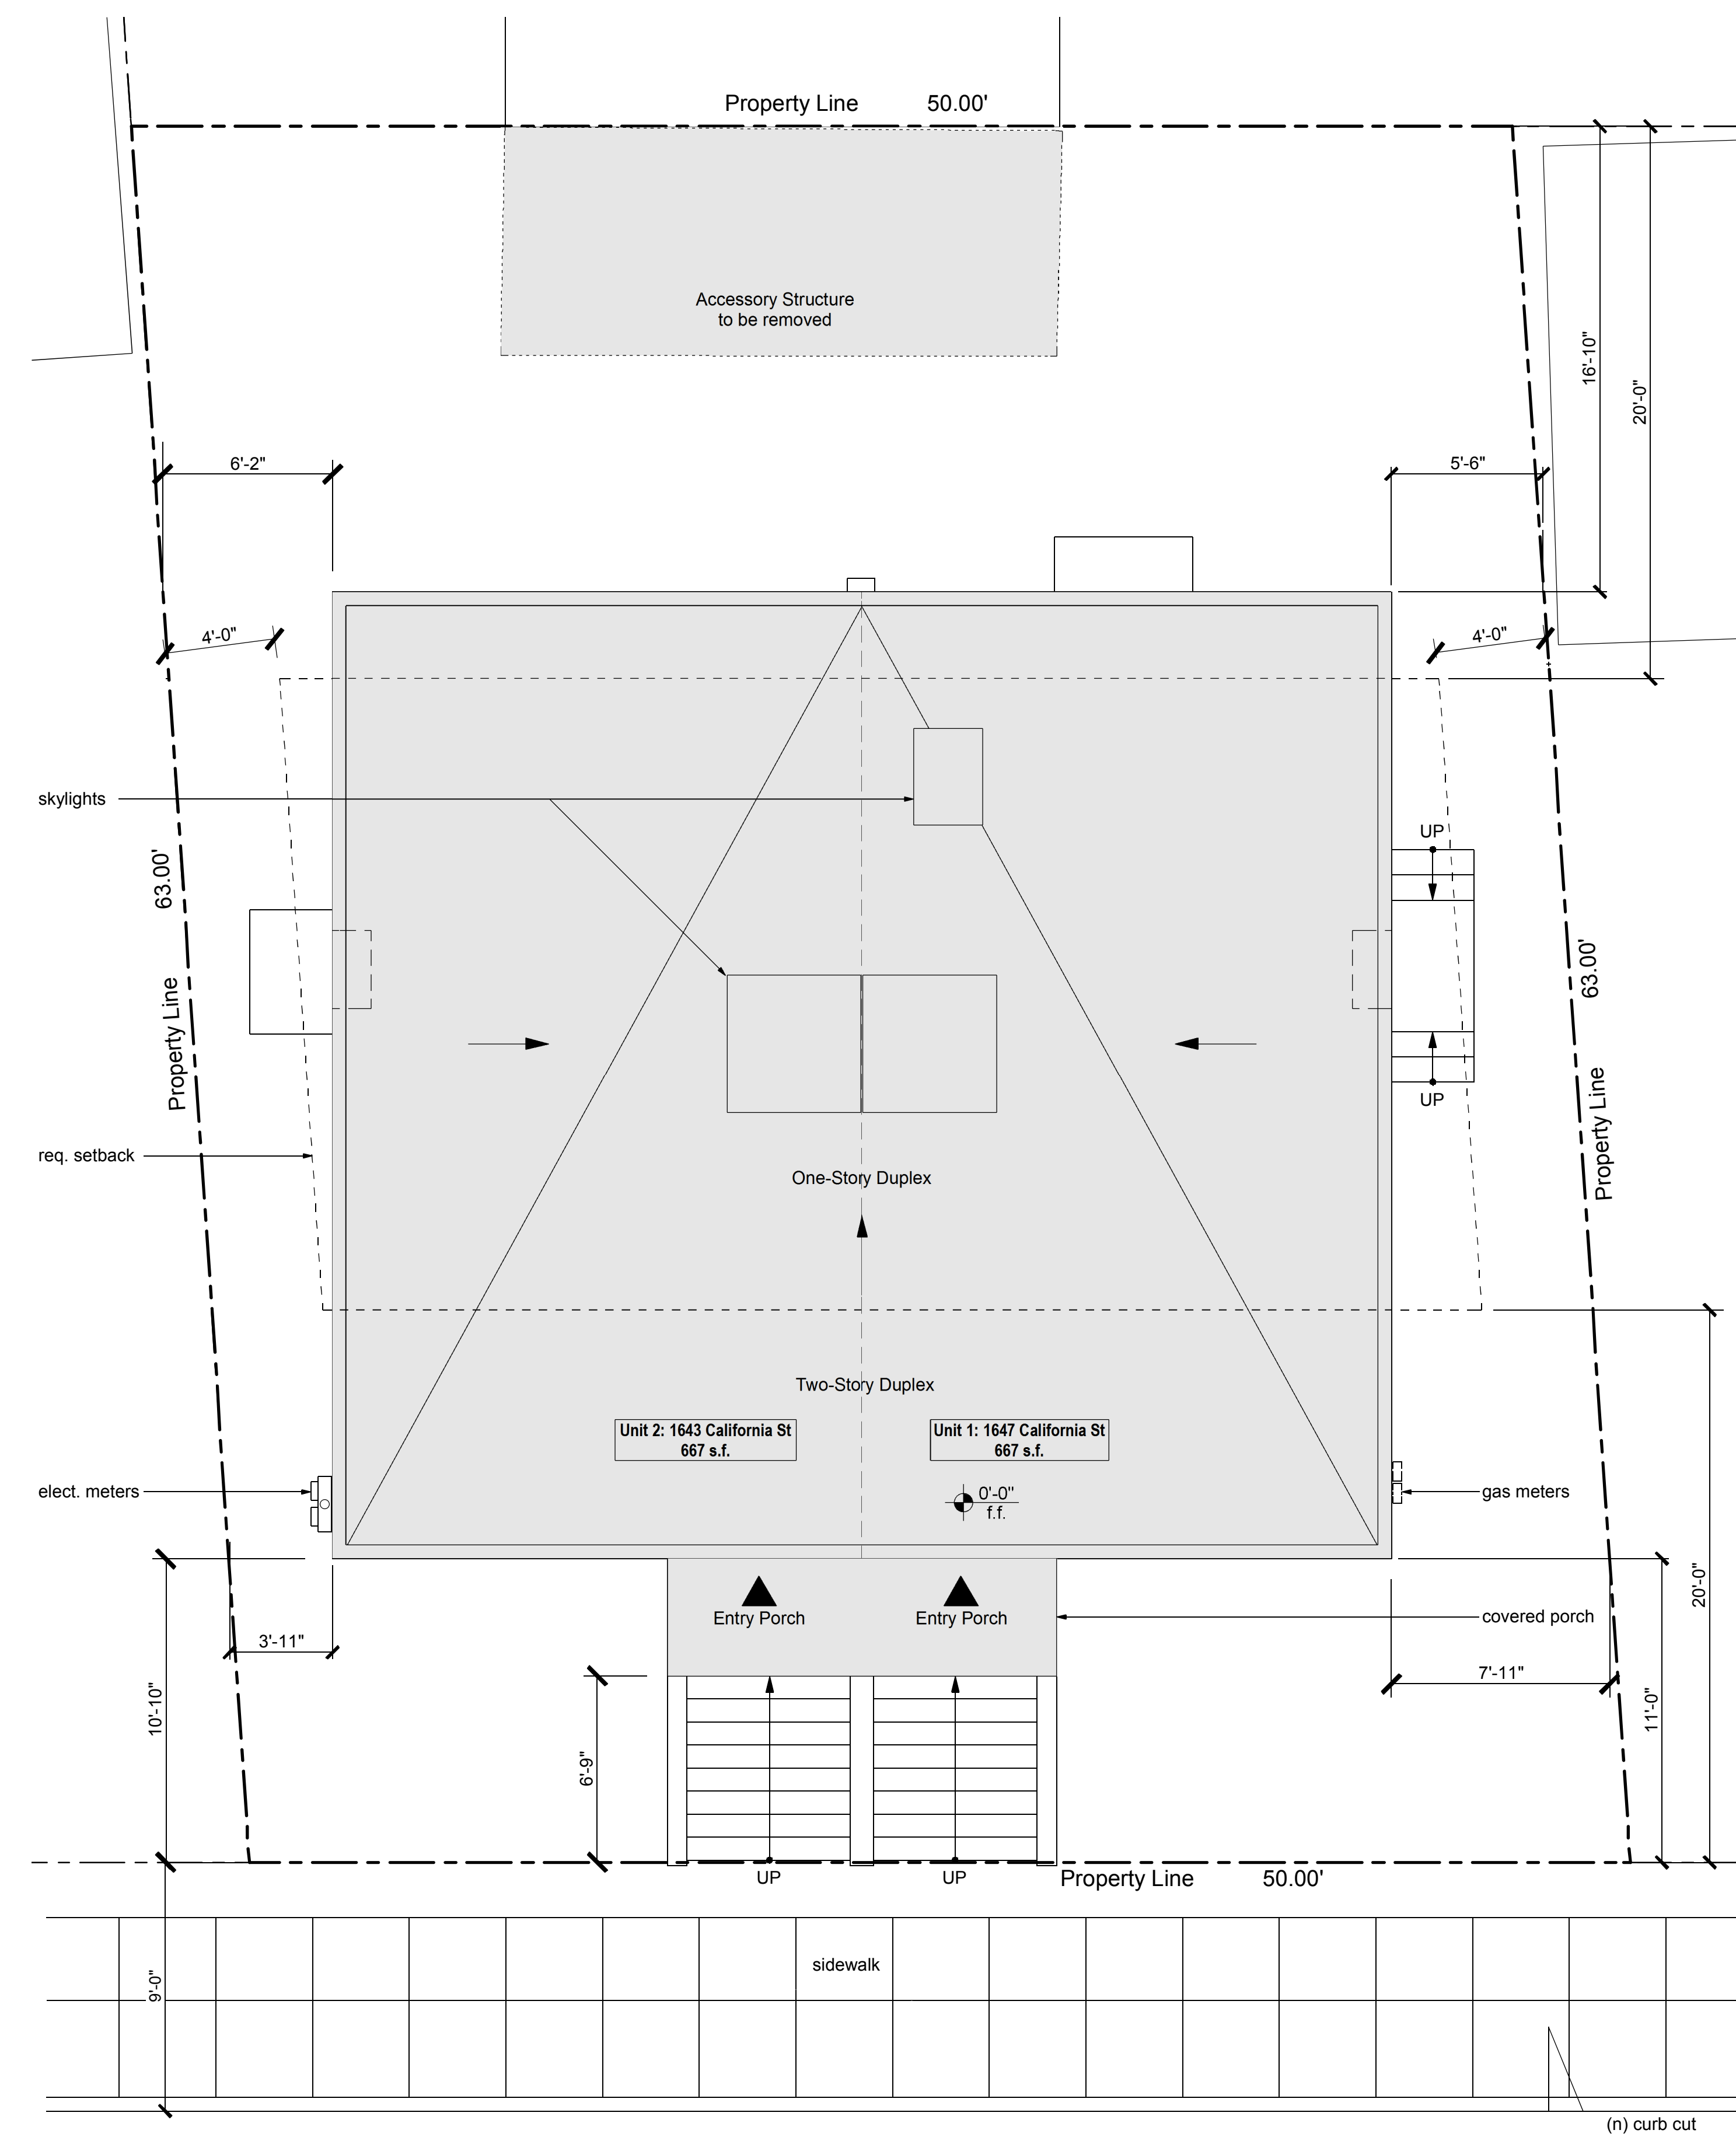 Property Line 50.00'
Accessory Structure
to be removed
16'-10"
20'-0"
6'-2"
5'-6"
4'-0"
4'-0"
skylights
UP
63.00'
63.00'
Property Line
Property Line
UP
req. setback
One-Story Duplex
Two-Story Duplex
Unit 2: 1643 California St
667 s.f.
Unit 1: 1647 California St
667 s.f.
elect. meters
0'-0"
f.f.
gas meters
Entry Porch
Entry Porch
covered porch
20'-0"
3'-11"
7'-11"
10'-10"
11'-0"
6'-9"
UP
UP
Property Line 50.00'
sidewalk
9'-0"
(n) curb cut